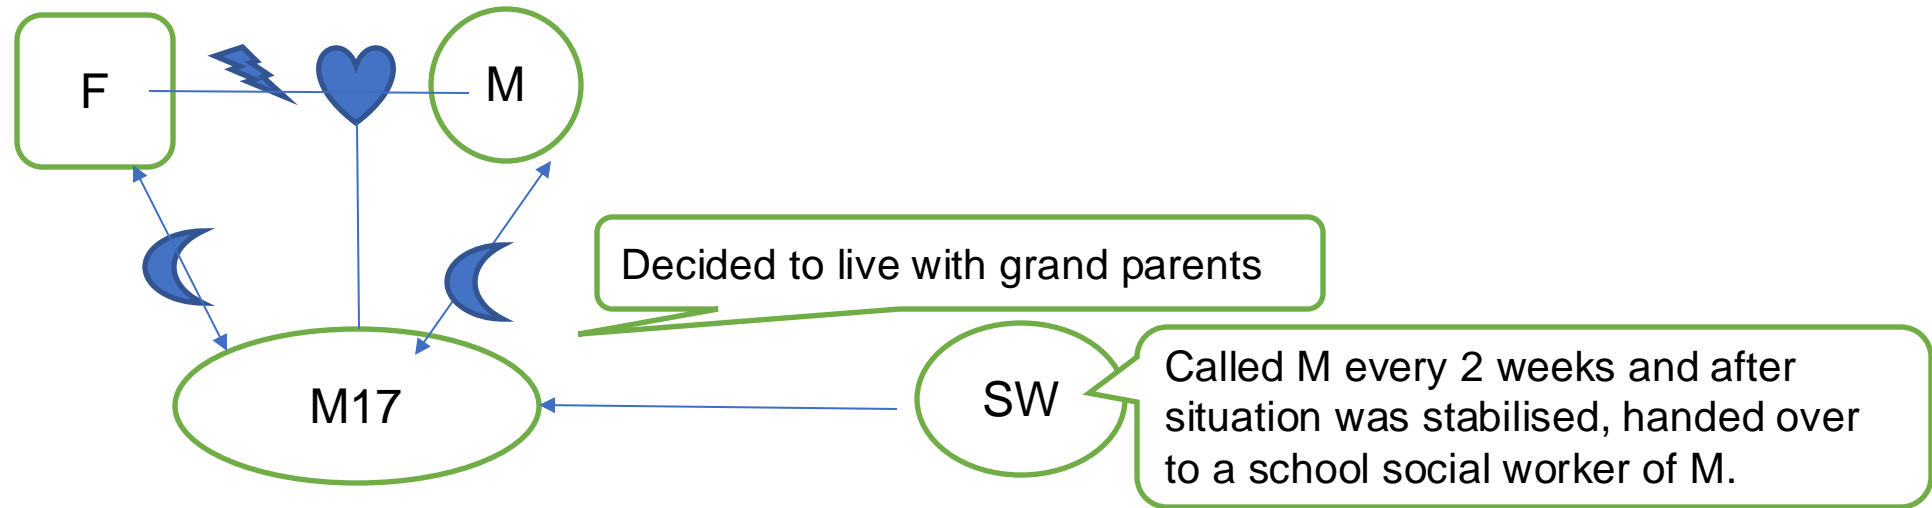 F
M
Decided to live with grand parents
M17
SW
Called M every 2 weeks and after
situation was stabilised, handed over
to a school social worker of M.